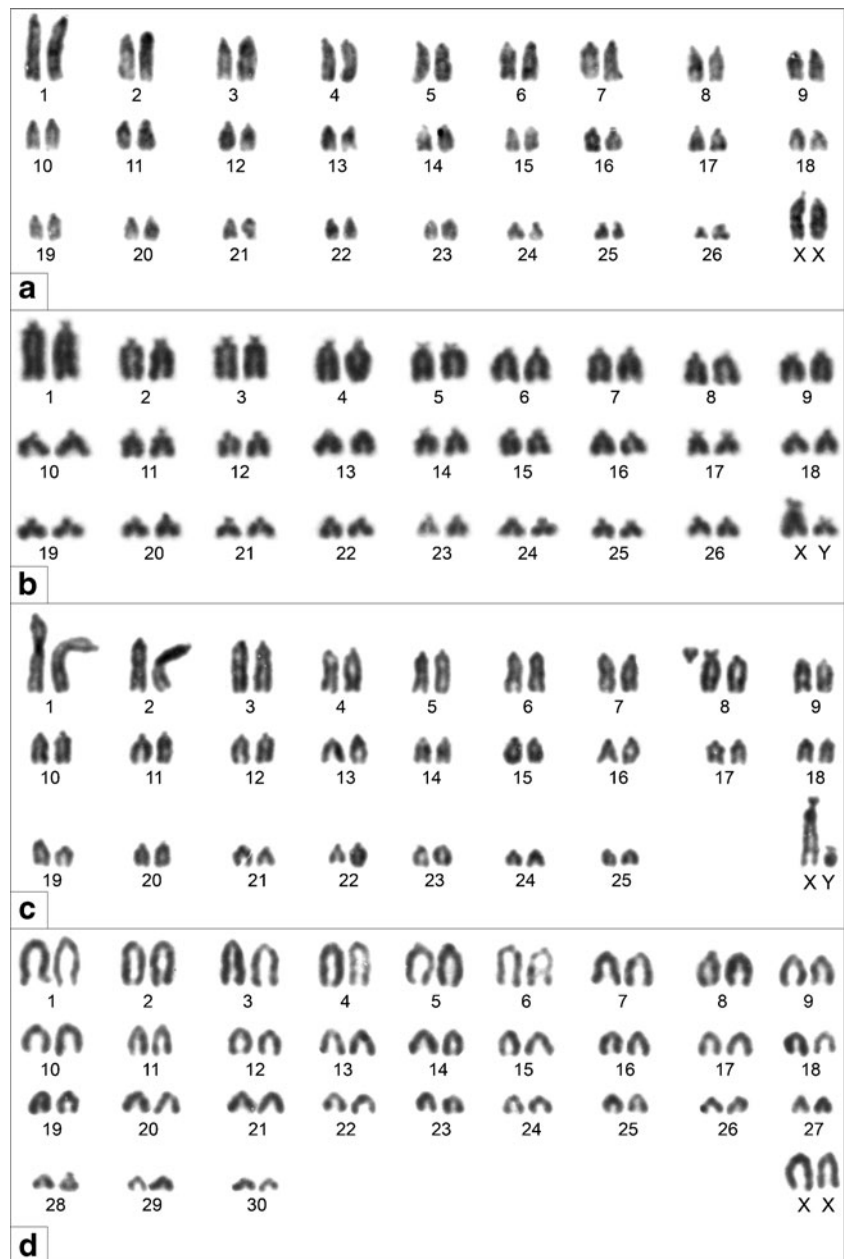 1 2 3 4 5 6 7 8 9
10 11 12 13 14 15 16 17 18
19 20 21 22 23 24 25 26 X X
a
1 2 3 4 5 6 7 8 9
10 11 12 13 14 15 16 17 18
19 20 21 22 23 24 25 26 X Y
b
1 2 3 4 5 6 7 8 9
10 11 12 13 14 15 16 17 18
19 20 21 22 23 24 25 X Y
c
1 2 3 4 5 6 7 8 9
10 11 12 13 14 15 16 17 18
19 20 21 22 23 24 25 26 27
28 29 30 X X
d